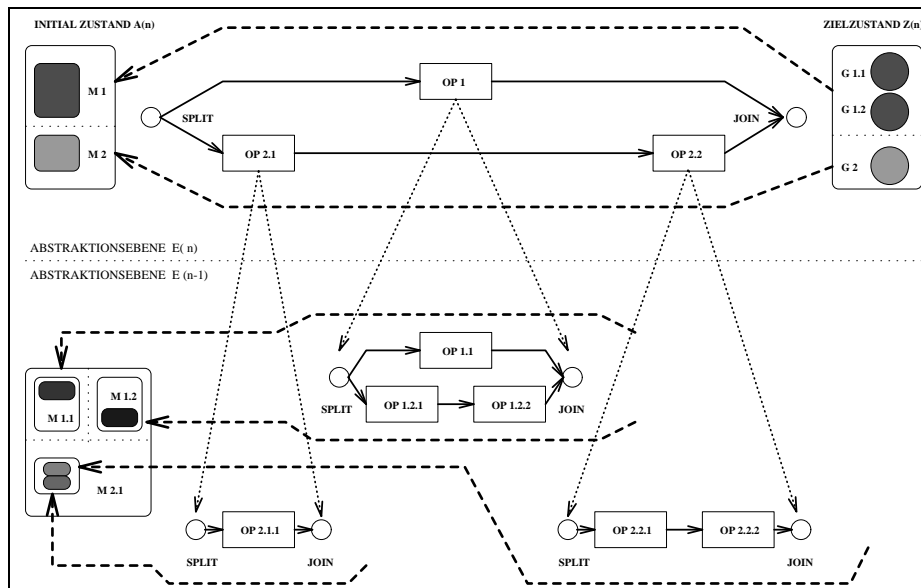 INITIAL ZUSTAND A(n)
ZIELZUSTAND Z(n)
M 1
OP 1
G 1.1
G 1.2
SPLIT
JOIN
M 2
OP 2.1
OP 2.2
G 2
ABSTRAKTIONSEBENE E( n)
ABSTRAKTIONSEBENE E (n-1)
OP 1.1
M 1.1
M 1.2
SPLIT
OP 1.2.1
OP 1.2.2
JOIN
M 2.1
OP 2.1.1
OP 2.2.1
OP 2.2.2
SPLIT
JOIN
SPLIT
JOIN